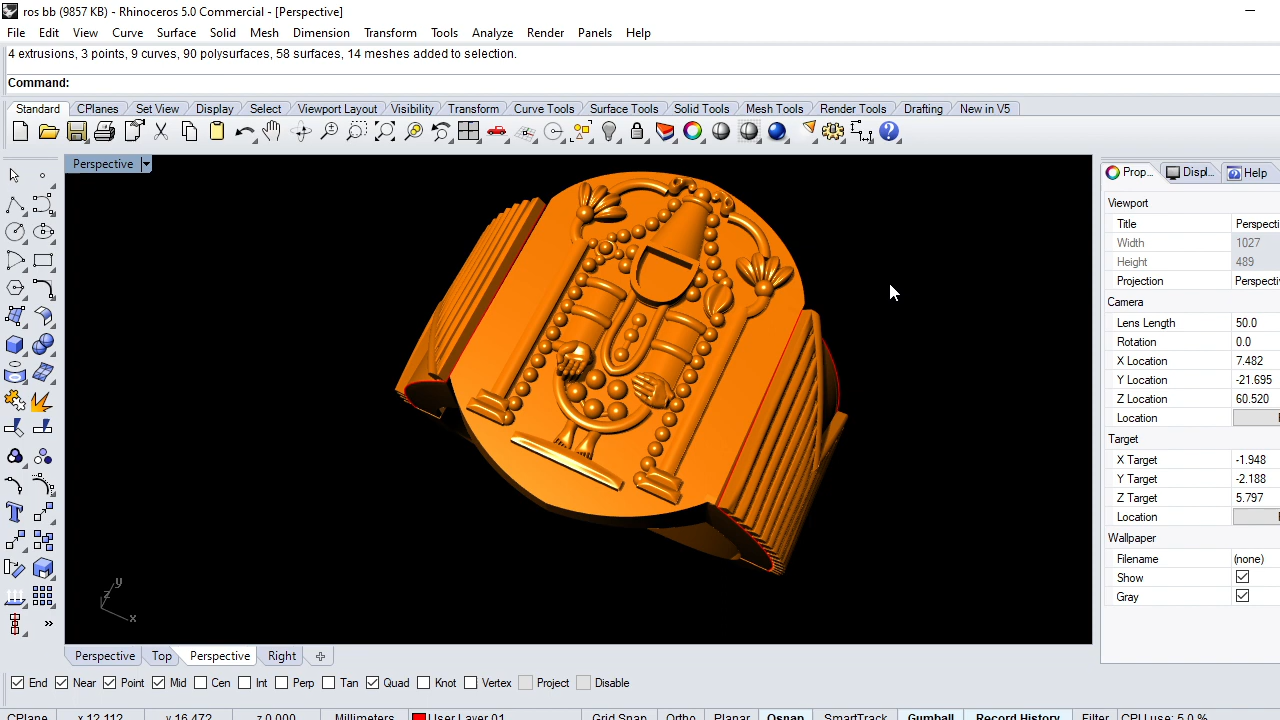 ros bb (9857 KB) - Rhinoceros 5.0 Commercial - [Perspective]
File Edit View Curve Surface Solid Mesh Dimension Transform Tools Analyze Render Panels Help
4 extrusions, 3 points, 9 curves, 90 polysurfaces, 58 surfaces, 14 meshes added to selection.
Command:
Standard CPlanes Set View Display Select Viewport Layout Visibility Transform Curve Tools Surface Tools Solid Tools Mesh Tools Render Tools Drafting New in V5
Perspective
Prop... Displ... Help
Viewport
Title Perspecti
Width 1027
Height 489
Projection Perspectiv
Camera
Lens Length 50.0
Rotation 0.0
X Location 7.482
Y Location -21.695
Z Location 60.520
Location
Target
X Target -1.948
Y Target -2.188
Z Target 5.797
Location
Wallpaper
Filename (none)
Show
Gray
y
z
x
Perspective Top Perspective Right
End Near Point Mid Cen Int Perp Tan Quad Knot Vertex Project Disable
CPlane x 12.112 y 16.472 z 0.000 Millimeters User Layer 01 Grid Snap Ortho Planar Osnap SmartTrack Gumball Record History Filter CPU use: 5.0 %